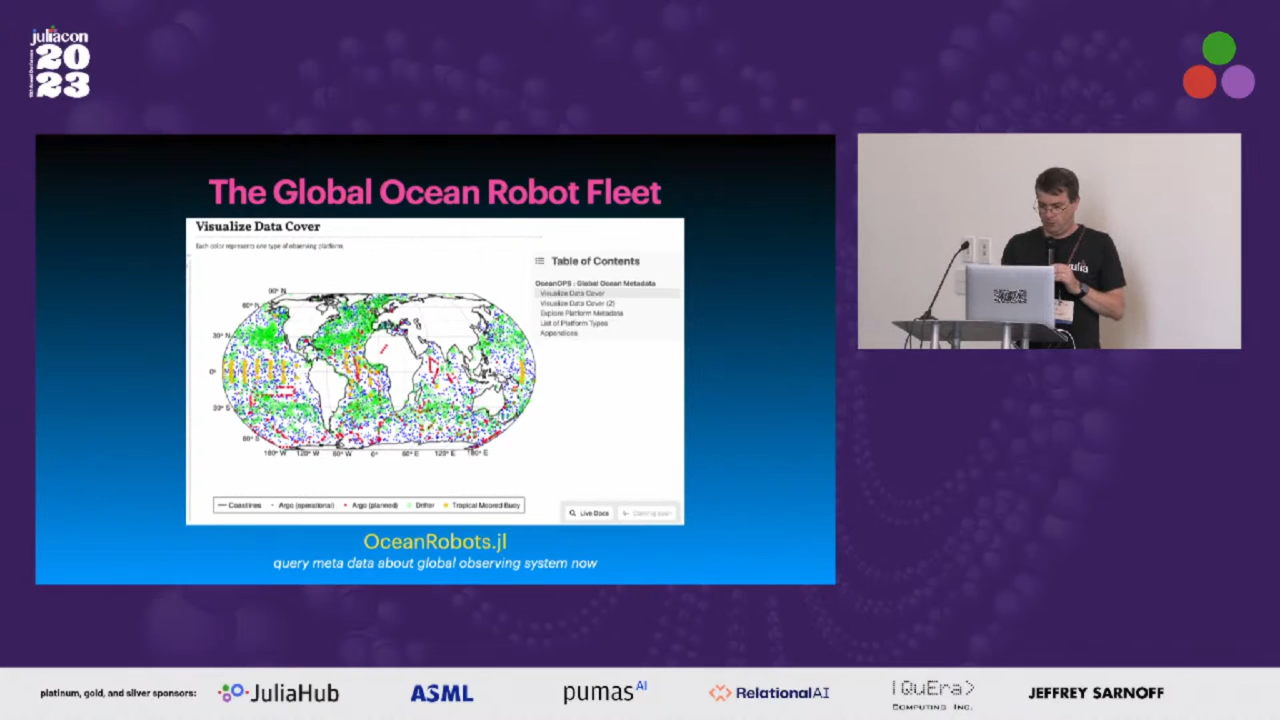 juliacon
20
23
The Global Ocean Robot Fleet
Visualize Data Cover
Each color represents one type of observing platform.
Table of Contents
OceanOPS : Global Ocean Metadata
Visualize Data Cover
Visualize Data Cover (2)
Explore Platform Metadata
List of Platform Types
Appendices
90° N
60° N
30° N
0°
30° S
60° S
180° W 120° W 60° W 0° 60° E 120° E 180° E
Coastlines Argo (operational) Argo (planned) Drifter Tropical Moored Buoy
Live Docs
OceanRobots.jl
query meta data about global observing system now
platinum, gold, and silver sponsors:
JuliaHub
ASML
pumas AI
RelationalAI
|QuEra>
Computing Inc.
JEFFREY SARNOFF